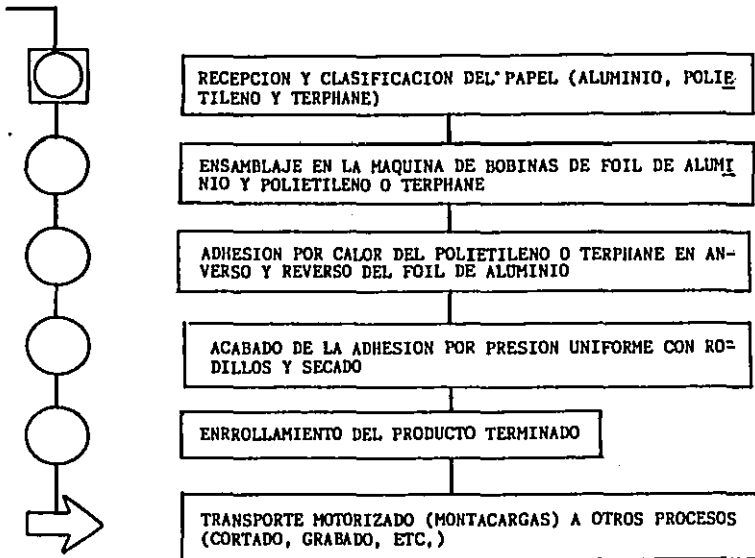 RECEPCION Y CLASIFICACION DEL PAPEL (ALUMINIO, POLIE
TILENO Y TERPHANE)
ENSAMBLAJE EN LA MAQUINA DE BOBINAS DE FOIL DE ALUMI
NIO Y POLIETILENO O TERPHANE
ADHESION POR CALOR DEL POLIETILENO O TERPHANE EN AN-
VERSO Y REVERSO DEL FOIL DE ALUMINIO
ACABADO DE LA ADHESION POR PRESION UNIFORME CON RO-
DILLOS Y SECADO
ENRROLLAMIENTO DEL PRODUCTO TERMINADO
TRANSPORTE MOTORIZADO (MONTACARGAS) A OTROS PROCESOS
(CORTADO, GRABADO, ETC,)